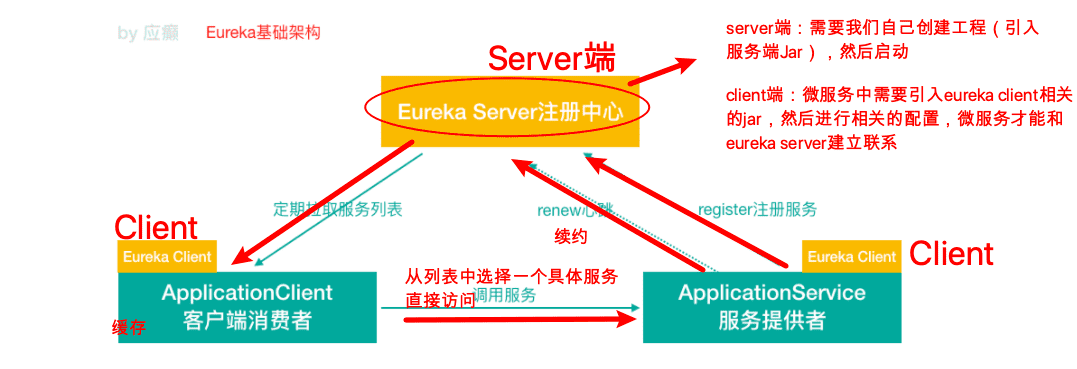 by 应癫
Eureka基础架构
server端：需要我们自己创建工程（引入
服务端Jar），然后启动
Server端
Eureka Server注册中心
client端：微服务中需要引入eureka client相关
的jar，然后进行相关的配置，微服务才能和
eureka server建立联系
定期拉取服务列表
renew心跳
续约
register注册服务
Client
Eureka Client
Eureka Client
Client
从列表中选择一个具体服务
直接访问
调用服务
ApplicationClient
客户端消费者
缓存
ApplicationService
服务提供者